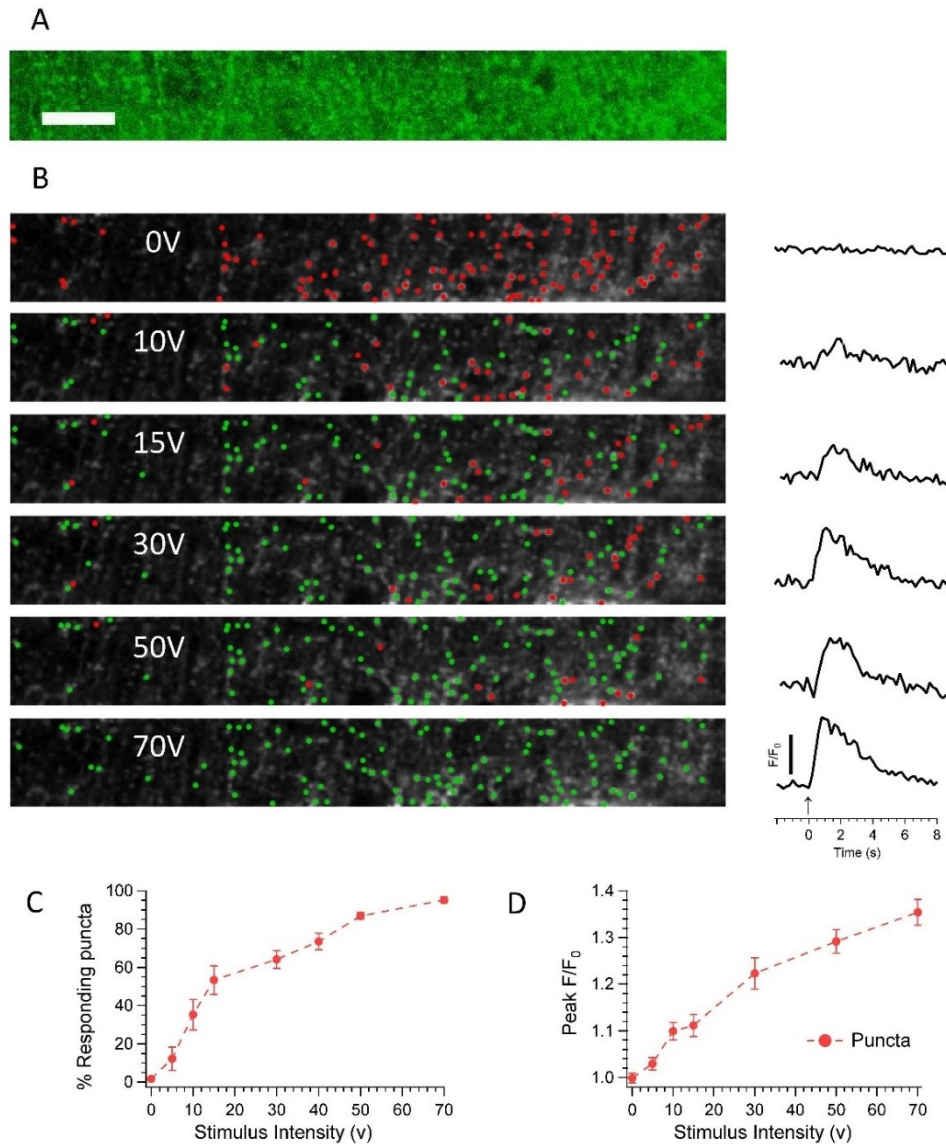 A
B
0V
10V
15V
30V
50V
70V
F/F0
0 2 4 6 8
Time (s)
C
% Responding puncta
100
80
60
40
20
0
0 10 20 30 40 50 60 70
Stimulus Intensity (v)
D
Peak F/F0
1.4
1.3
1.2
1.1
1.0
Puncta
0 10 20 30 40 50 60 70
Stimulus Intensity (v)